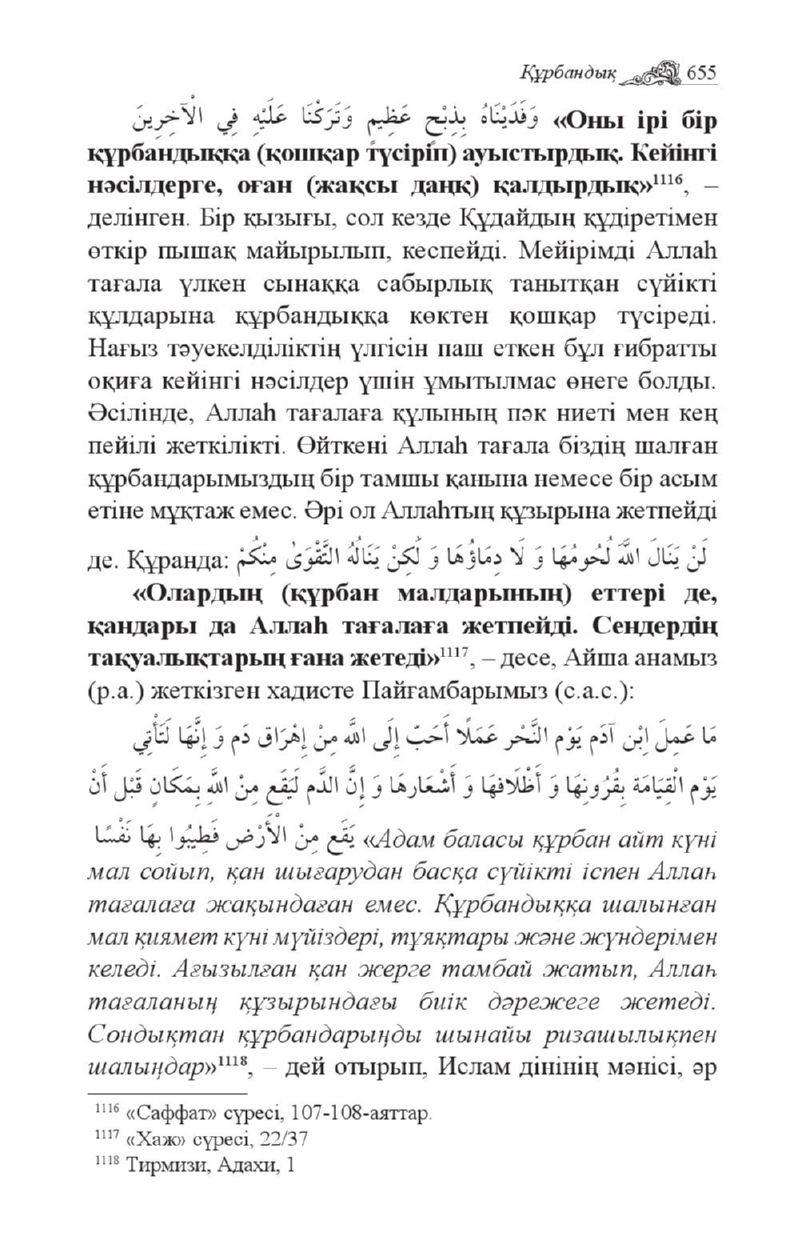 Құрбандық 655
وَفَدَيْنَاهُ بِذِبْحٍ عَظِيمٍ وَتَرَكْنَا عَلَيْهِ فِي الْآخِرِينَ «Оны ірі бір
құрбандыққа (қошқар түсіріп) ауыстырдық. Кейінгі
нәсілдерге, оған (жақсы даңқ) қалдырдық»¹¹¹⁶, –
делінген. Бір қызығы, сол кезде Құдайдың құдіретімен
өткір пышақ майырылып, кеспейді. Мейірімді Аллаһ
тағала үлкен сынаққа сабырлық танытқан сүйікті
құлдарына құрбандыққа көктен қошқар түсіреді.
Нағыз тәуекелділіктің үлгісін паш еткен бұл ғибратты
оқиға кейінгі нәсілдер үшін ұмытылмас өнеге болды.
Әсілінде, Аллаһ тағалаға құлының пәк ниеті мен кең
пейілі жеткілікті. Өйткені Аллаһ тағала біздің шалған
құрбандарымыздың бір тамшы қанына немесе бір асым
етіне мұқтаж емес. Әрі ол Аллаһтың құзырына жетпейді
де. Құранда: لَنْ يَنَالَ اللَّهَ لُحُومُهَا وَ لَا دِمَاؤُهَا وَ لَكِنْ يَنَالُهُ التَّقْوَىٰ مِنْكُمْ
«Олардың (құрбан малдарының) еттері де,
қандары да Аллаһ тағалаға жетпейді. Сендердің
тақуалықтарың ғана жетеді»¹¹¹⁷, – десе, Айша анамыз
(р.а.) жеткізген хадисте Пайғамбарымыз (с.а.с.):
مَا عَمِلَ ابْن آدَم يَوْم النَّحْر عَمَلًا أَحَبّ إِلَى اللَّه مِنْ إِهْرَاق دَم وَ إِنَّهَا لَتَأْتِي
يَوْم الْقِيَامَة بِقُرُونِهَا وَ أَظْلَافهَا وَ أَشْعَارهَا وَ إِنَّ الدَّم لَيَقَع مِنْ اللَّه بِمَكَانٍ قَبْل أَنْ
يَقَع مِنْ الْأَرْض فَطِيبُوا بِهَا نَفْسًا «Адам баласы құрбан айт күні
мал сойып, қан шығарудан басқа сүйікті іспен Аллаһ
тағалаға жақындаған емес. Құрбандыққа шалынған
мал қиямет күні мүйіздері, тұяқтары және жүндерімен
келеді. Ағызылған қан жерге тамбай жатып, Аллаһ
тағаланың құзырындағы биік дәрежеге жетеді.
Сондықтан құрбандарыңды шынайы ризашылықпен
шалыңдар»¹¹¹⁸, – дей отырып, Ислам дінінің мәнісі, әр
¹¹¹⁶ «Саффат» сүресі, 107-108-аяттар.
¹¹¹⁷ «Хаж» сүресі, 22/37
¹¹¹⁸ Тирмизи, Адахи, 1